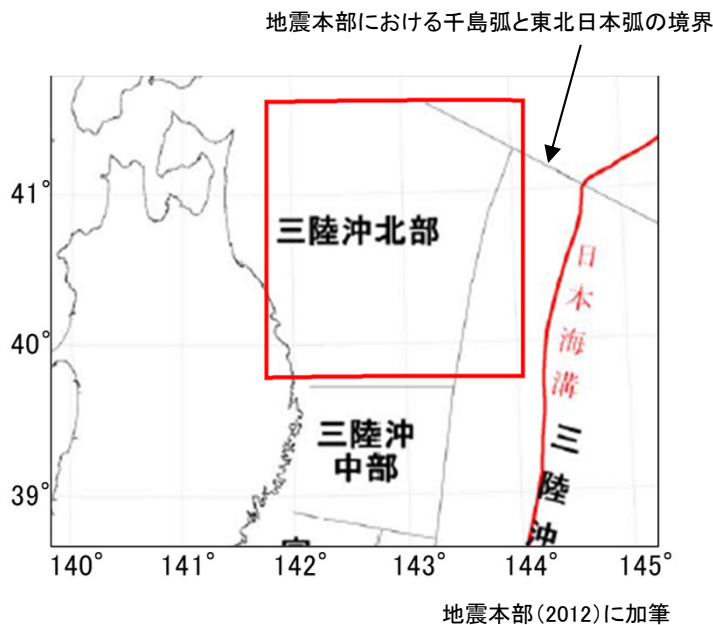 地震本部における千島弧と東北日本弧の境界
41°
三陸沖北部
日本海溝
40°
三陸沖
中部
三陸沖
39°
140°
141°
142°
143°
144°
145°
地震本部(2012)に加筆